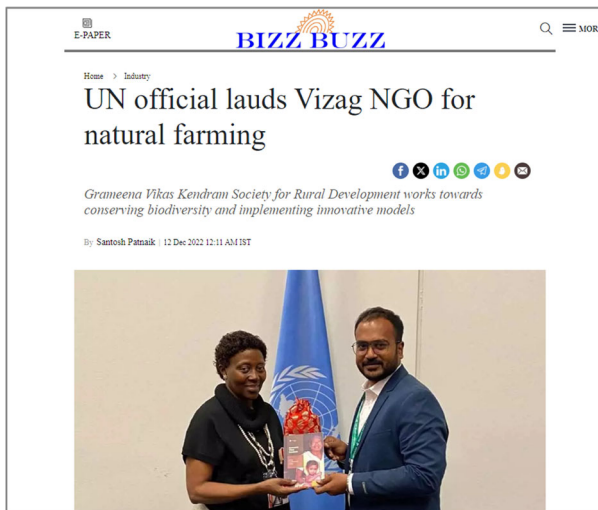 E-PAPER
BIZZ BUZZ
MOR
Home > Industry
UN official lauds Vizag NGO for
natural farming
Grameena Vikas Kendram Society for Rural Development works towards
conserving biodiversity and implementing innovative models
By Santosh Patnaik | 12 Dec 2022 12:11 AM IST